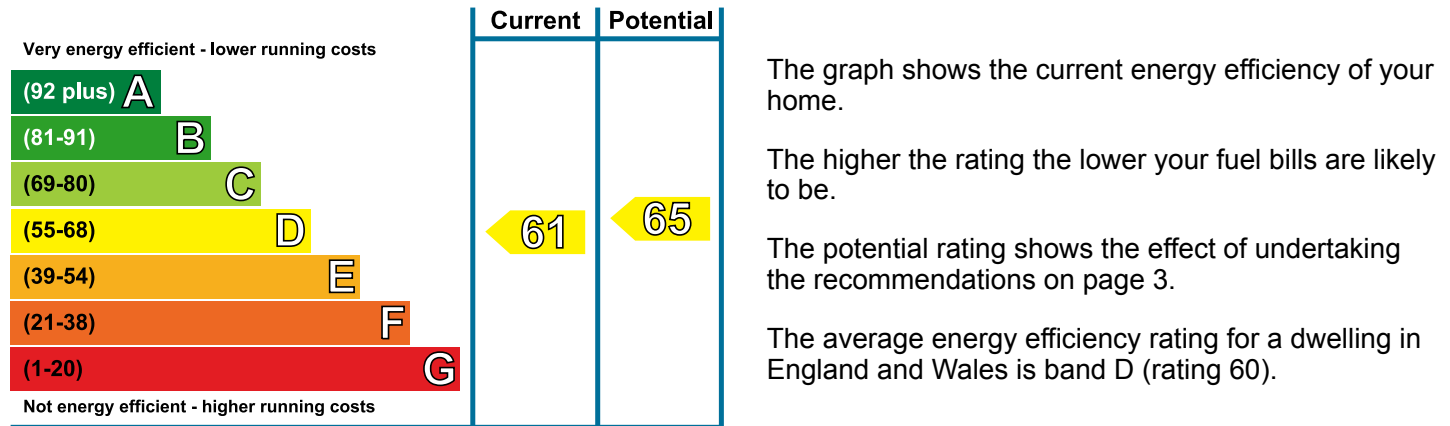 Current Potential
Very energy efficient - lower running costs
(92 plus) A
(81-91) B
(69-80) C
(55-68) D
61
65
(39-54) E
(21-38) F
(1-20) G
Not energy efficient - higher running costs
The graph shows the current energy efficiency of your
home.
The higher the rating the lower your fuel bills are likely
to be.
The potential rating shows the effect of undertaking
the recommendations on page 3.
The average energy efficiency rating for a dwelling in
England and Wales is band D (rating 60).